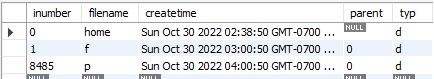 inumber filename createtime parent typ
0 home Sun Oct 30 2022 02:38:50 GMT-0700 ... NULL d
1 f Sun Oct 30 2022 03:00:50 GMT-0700 ... 0 d
8485 p Sun Oct 30 2022 04:00:50 GMT-0700 ... 0 d
NULL NULL NULL NULL NULL